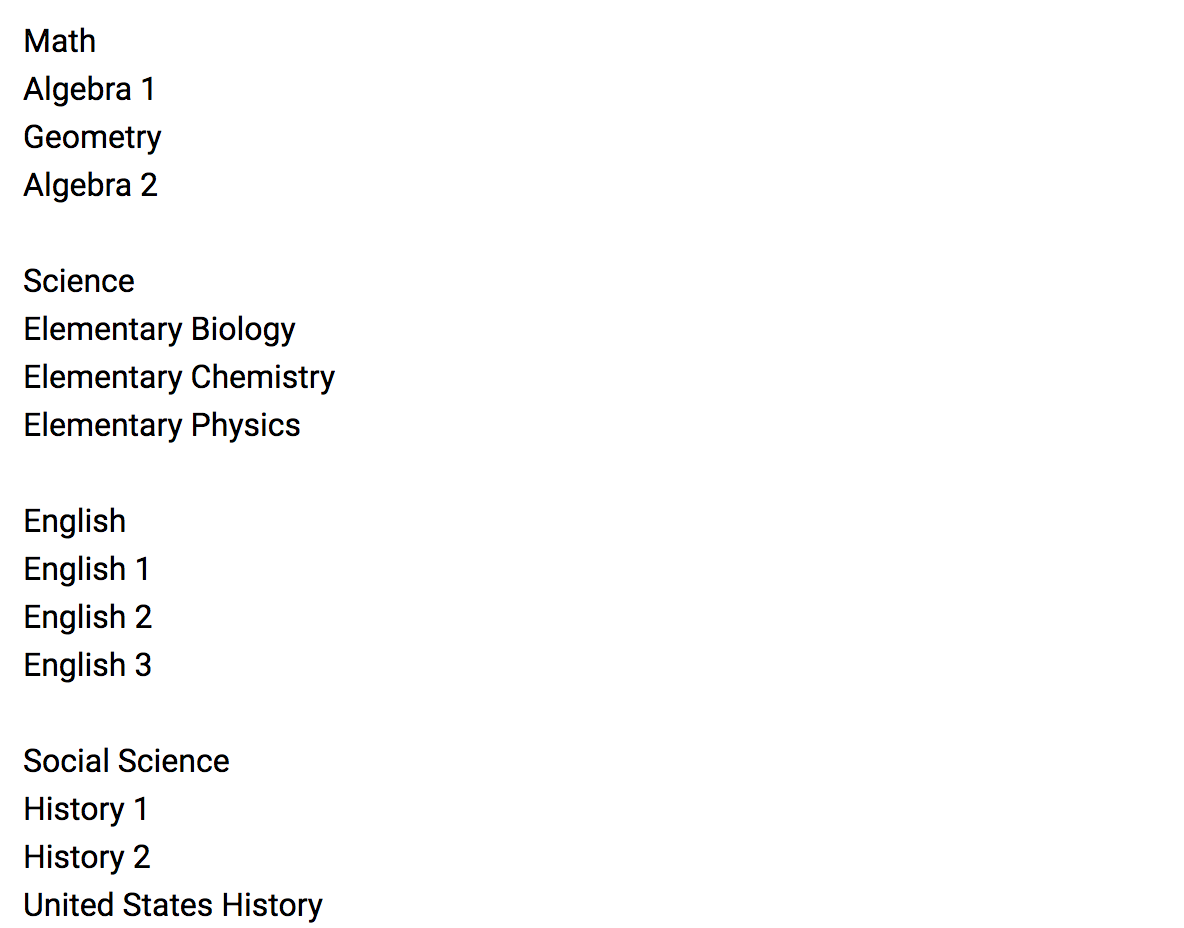 Math
Algebra 1
Geometry
Algebra 2
Science
Elementary Biology
Elementary Chemistry
Elementary Physics
English
English 1
English 2
English 3
Social Science
History 1
History 2
United States History